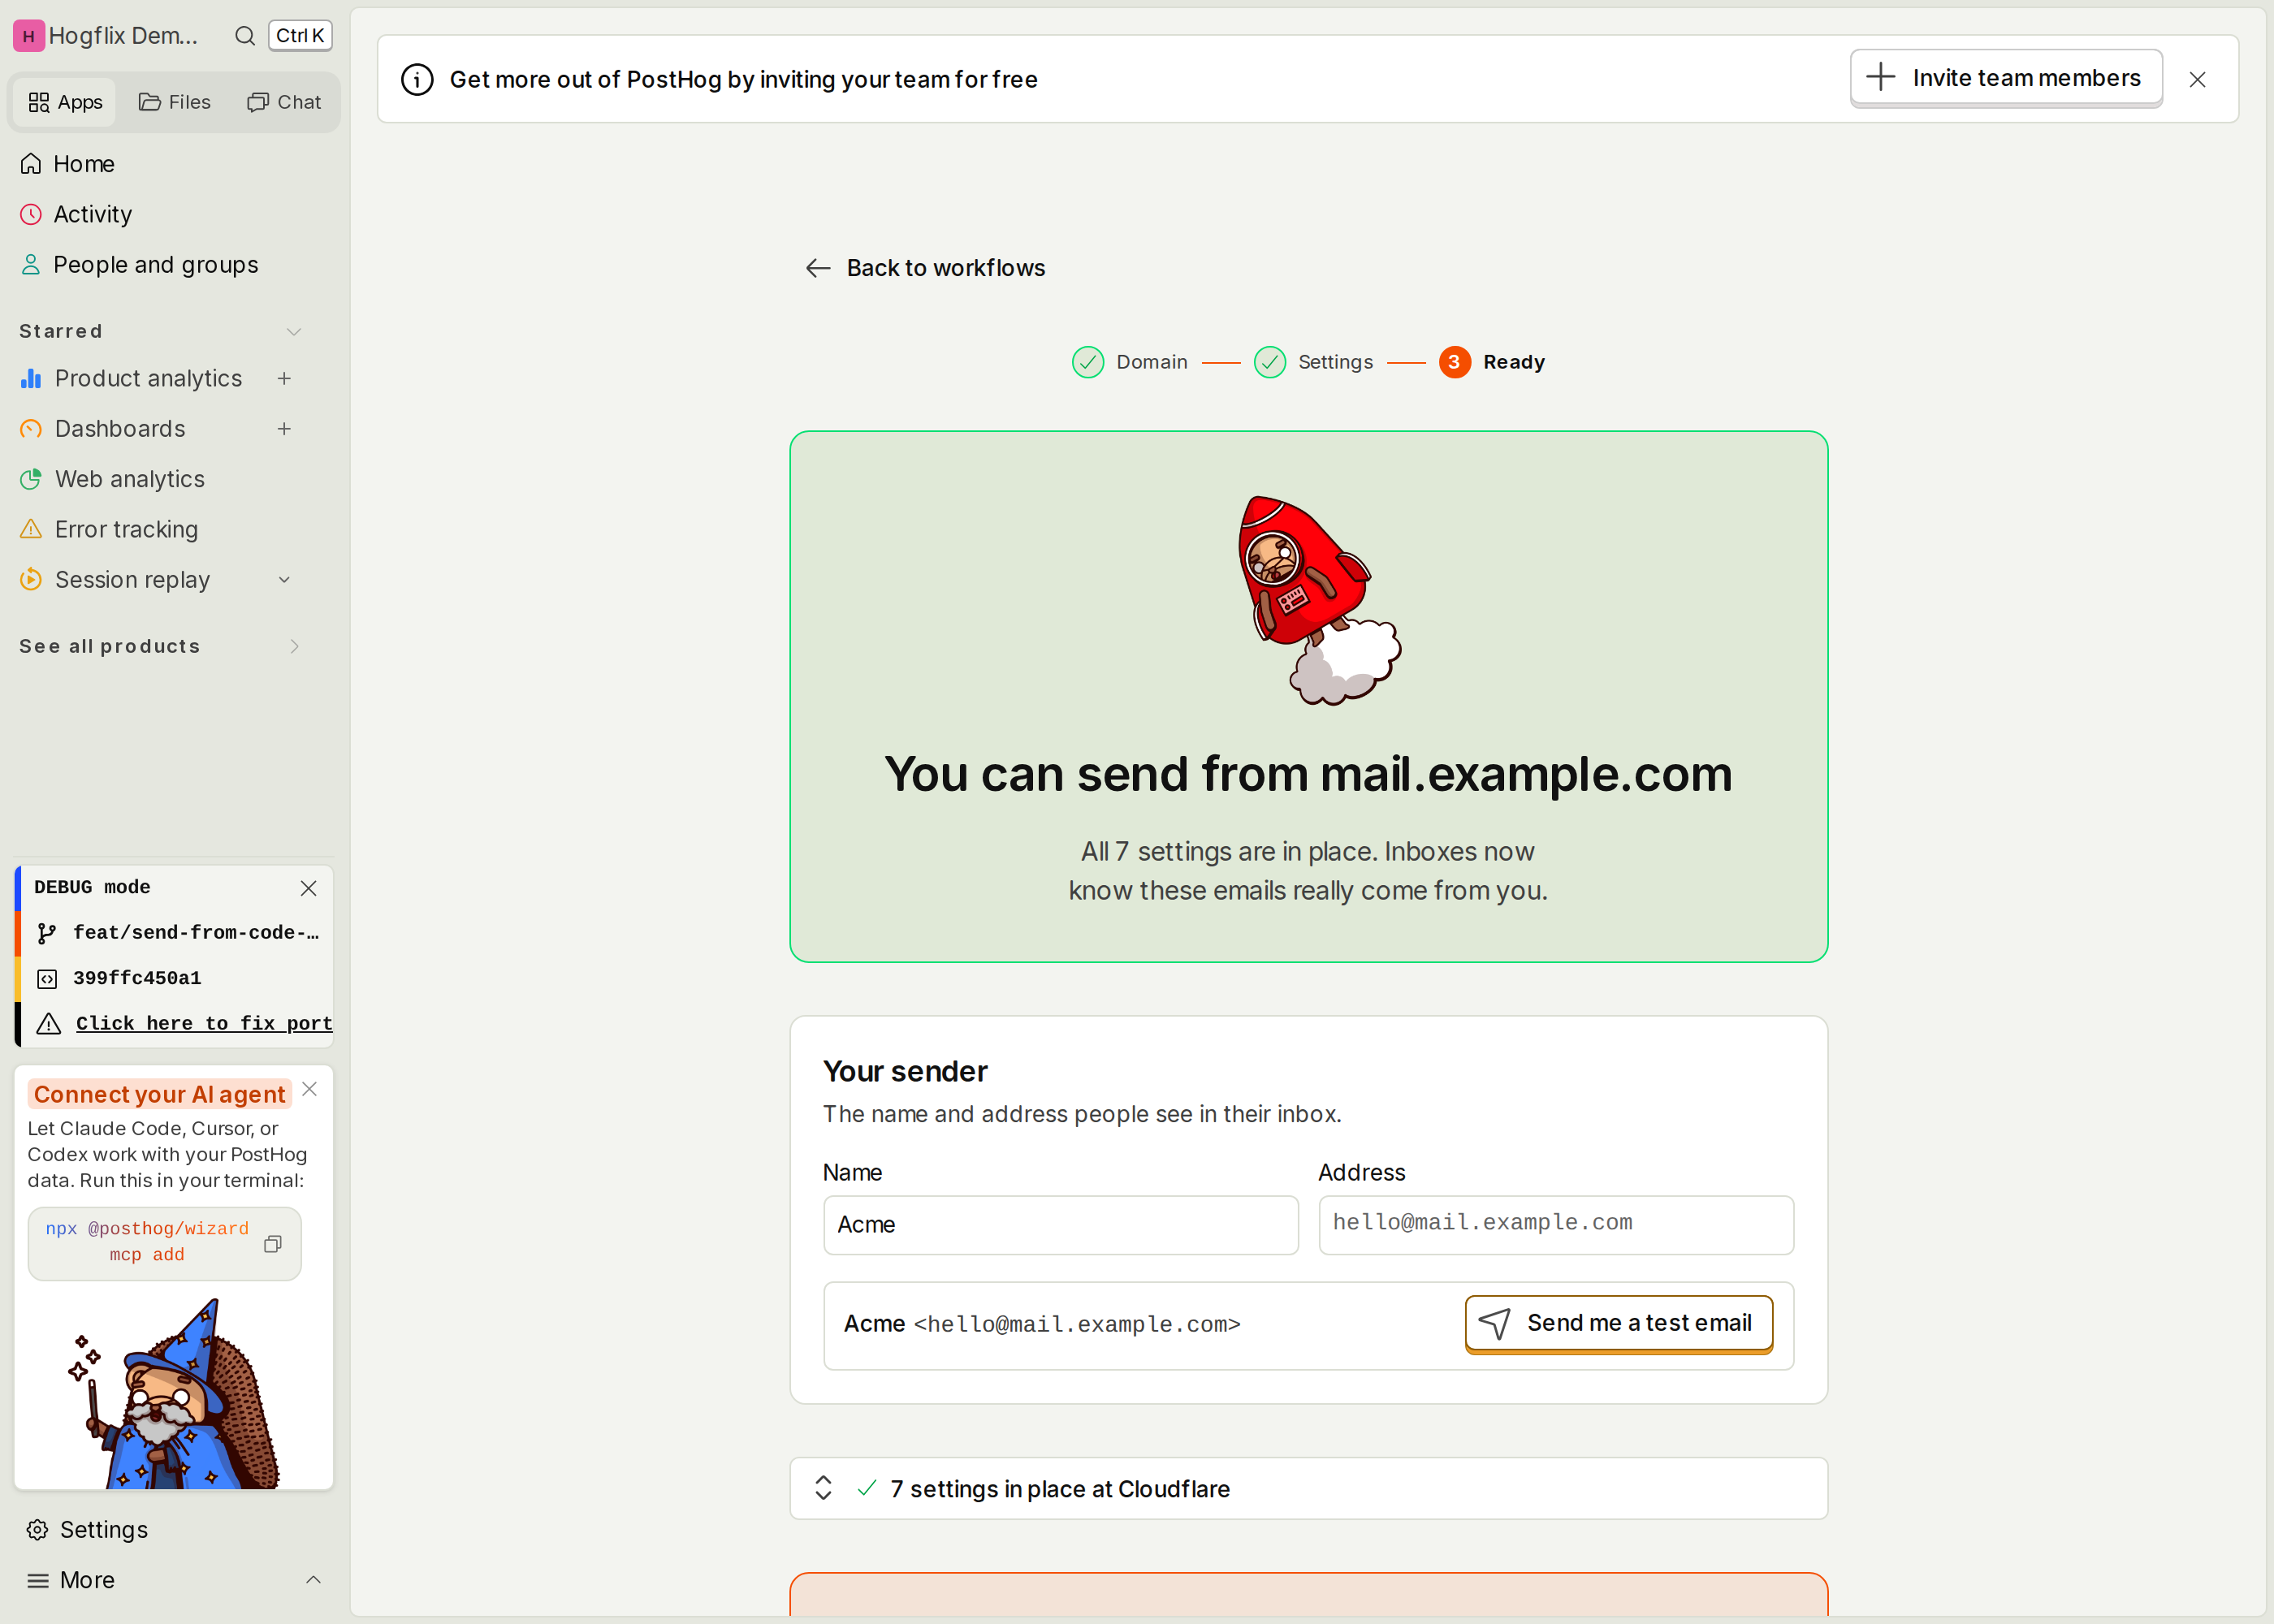 H Hogflix Dem... Ctrl K
Apps Files Chat
Home
Activity
People and groups
Starred
Product analytics
Dashboards
Web analytics
Error tracking
Session replay
See all products
DEBUG mode
feat/send-from-code-…
399ffc450a1
Click here to fix port
Connect your AI agent
Let Claude Code, Cursor, or
Codex work with your PostHog
data. Run this in your terminal:
npx @posthog/wizard
mcp add
Settings
More
Get more out of PostHog by inviting your team for free
Invite team members
Back to workflows
Domain Settings 3 Ready
You can send from mail.example.com
All 7 settings are in place. Inboxes now
know these emails really come from you.
Your sender
The name and address people see in their inbox.
Name Address
Acme hello@mail.example.com
Acme <hello@mail.example.com> Send me a test email
7 settings in place at Cloudflare